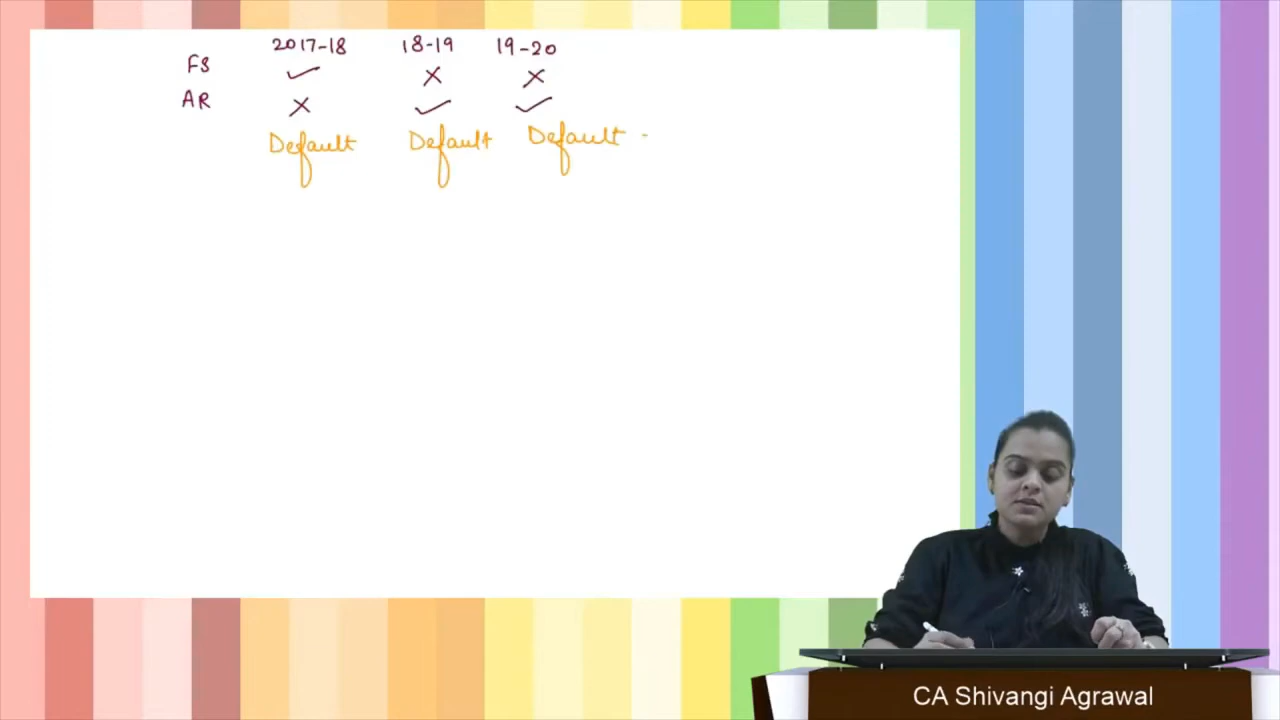 2017-18 18-19 19-20
FS ✓ × ×
AR × ✓ ✓
Default Default Default -
CA Shivangi Agrawal